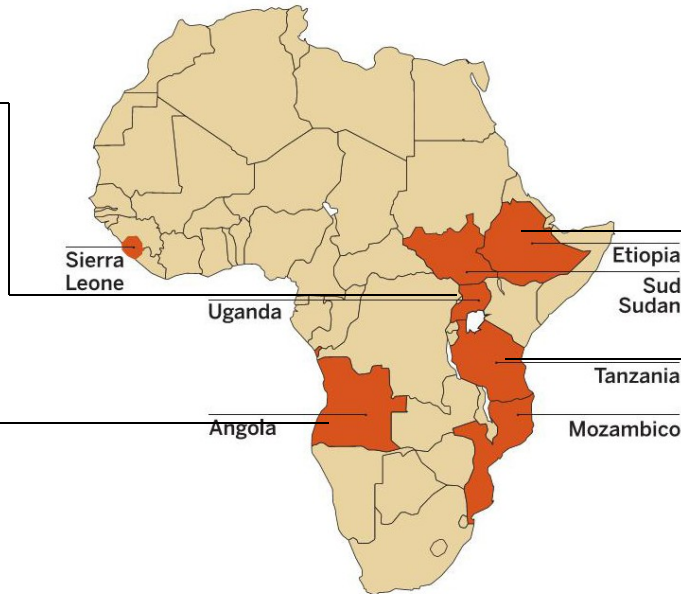 Etiopia
Sierra
Leone
Sud
Sudan
Uganda
Tanzania
Angola
Mozambico